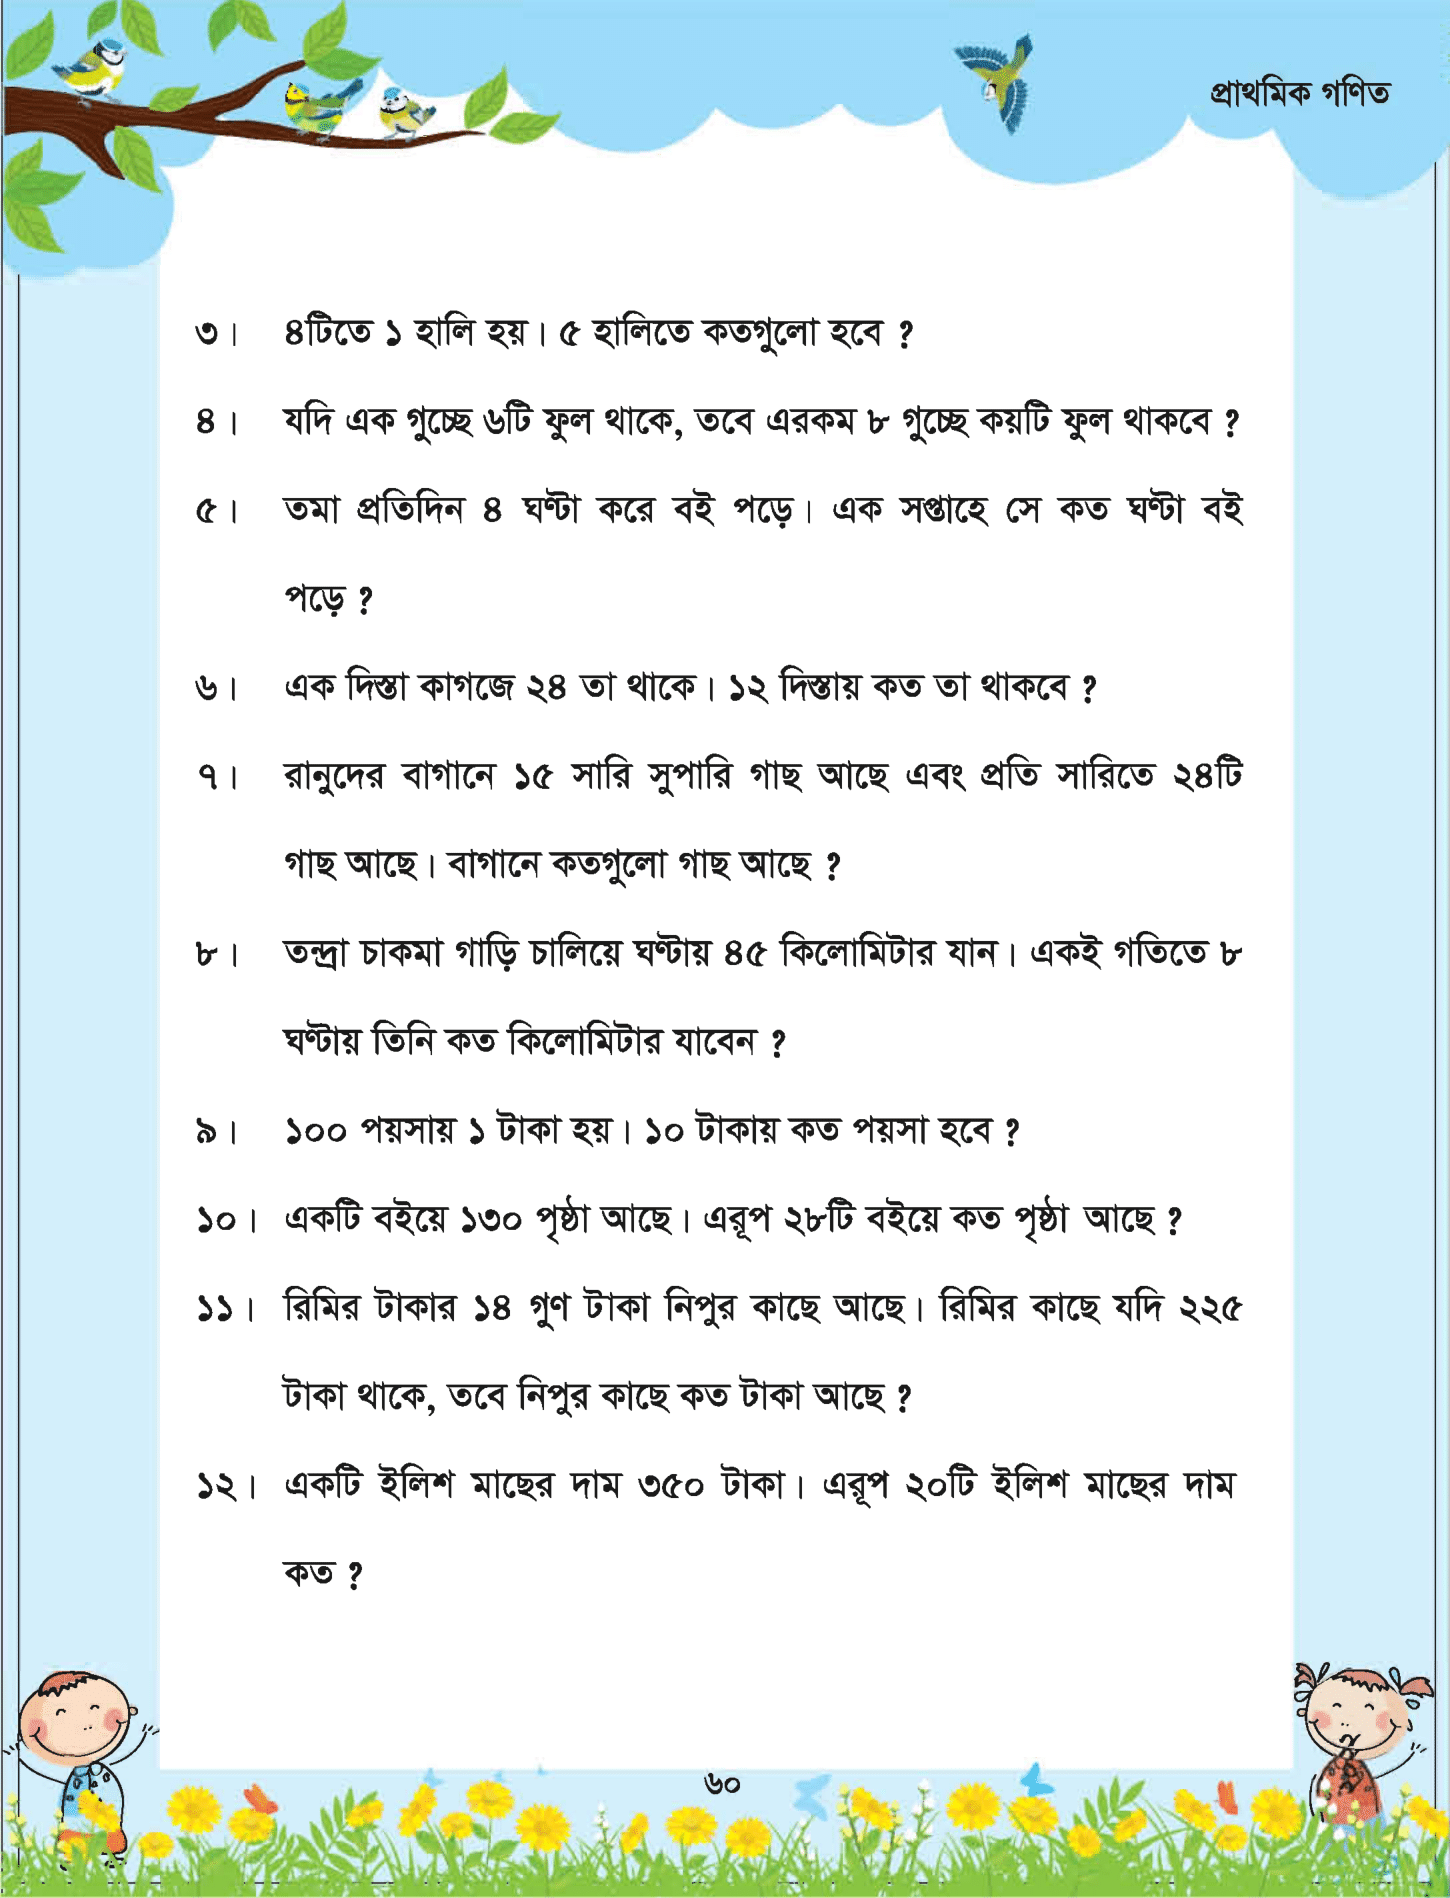 প্রাথমিক গণিত
৩। ৪টিতে ১ হালি হয়। ৫ হালিতে কতগুলো হবে ?
৪। যদি এক গুচ্ছে ৬টি ফুল থাকে, তবে এরকম ৮ গুচ্ছে কয়টি ফুল থাকবে ?
৫। তমা প্রতিদিন ৪ ঘণ্টা করে বই পড়ে। এক সপ্তাহে সে কত ঘণ্টা বই
পড়ে ?
৬। এক দিস্তা কাগজে ২৪ তা থাকে। ১২ দিস্তায় কত তা থাকবে ?
৭। রানুদের বাগানে ১৫ সারি সুপারি গাছ আছে এবং প্রতি সারিতে ২৪টি
গাছ আছে। বাগানে কতগুলো গাছ আছে ?
৮। তন্দ্রা চাকমা গাড়ি চালিয়ে ঘণ্টায় ৪৫ কিলোমিটার যান। একই গতিতে ৮
ঘণ্টায় তিনি কত কিলোমিটার যাবেন ?
৯। ১০০ পয়সায় ১ টাকা হয়। ১০ টাকায় কত পয়সা হবে ?
১০। একটি বইয়ে ১৩০ পৃষ্ঠা আছে। এরূপ ২৮টি বইয়ে কত পৃষ্ঠা আছে ?
১১। রিমির টাকার ১৪ গুণ টাকা নিপুর কাছে আছে। রিমির কাছে যদি ২২৫
টাকা থাকে, তবে নিপুর কাছে কত টাকা আছে ?
১২। একটি ইলিশ মাছের দাম ৩৫০ টাকা। এরূপ ২০টি ইলিশ মাছের দাম
কত ?
৬০